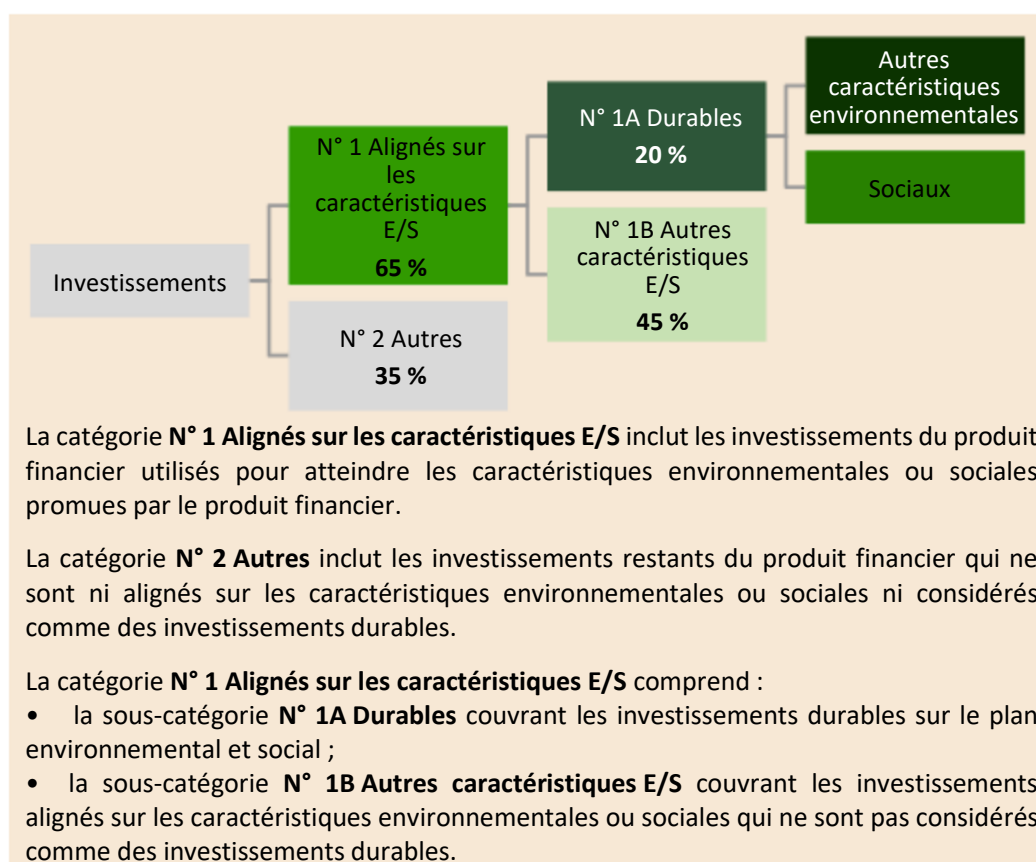 Investissements
N° 1 Alignés sur
les
caractéristiques
E/S
65 %
N° 2 Autres
35 %
N° 1A Durables
20 %
N° 1B Autres
caractéristiques
E/S
45 %
Autres
caractéristiques
environnementales
Sociaux
La catégorie N° 1 Alignés sur les caractéristiques E/S inclut les investissements du produit
financier utilisés pour atteindre les caractéristiques environnementales ou sociales
promues par le produit financier.
La catégorie N° 2 Autres inclut les investissements restants du produit financier qui ne
sont ni alignés sur les caractéristiques environnementales ou sociales ni considérés
comme des investissements durables.
La catégorie N° 1 Alignés sur les caractéristiques E/S comprend :
• la sous-catégorie N° 1A Durables couvrant les investissements durables sur le plan
environnemental et social ;
• la sous-catégorie N° 1B Autres caractéristiques E/S couvrant les investissements
alignés sur les caractéristiques environnementales ou sociales qui ne sont pas considérés
comme des investissements durables.